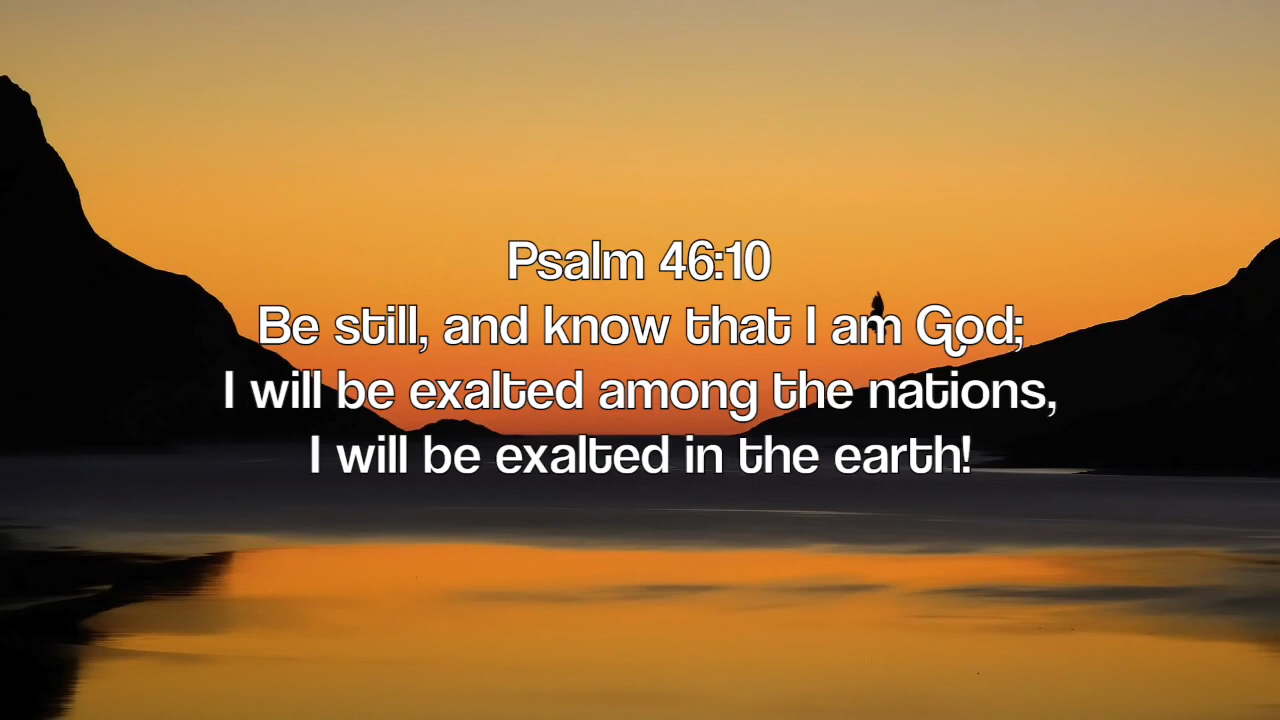 Psalm 46:10
Be still, and know that I am God;
I will be exalted among the nations,
I will be exalted in the earth!